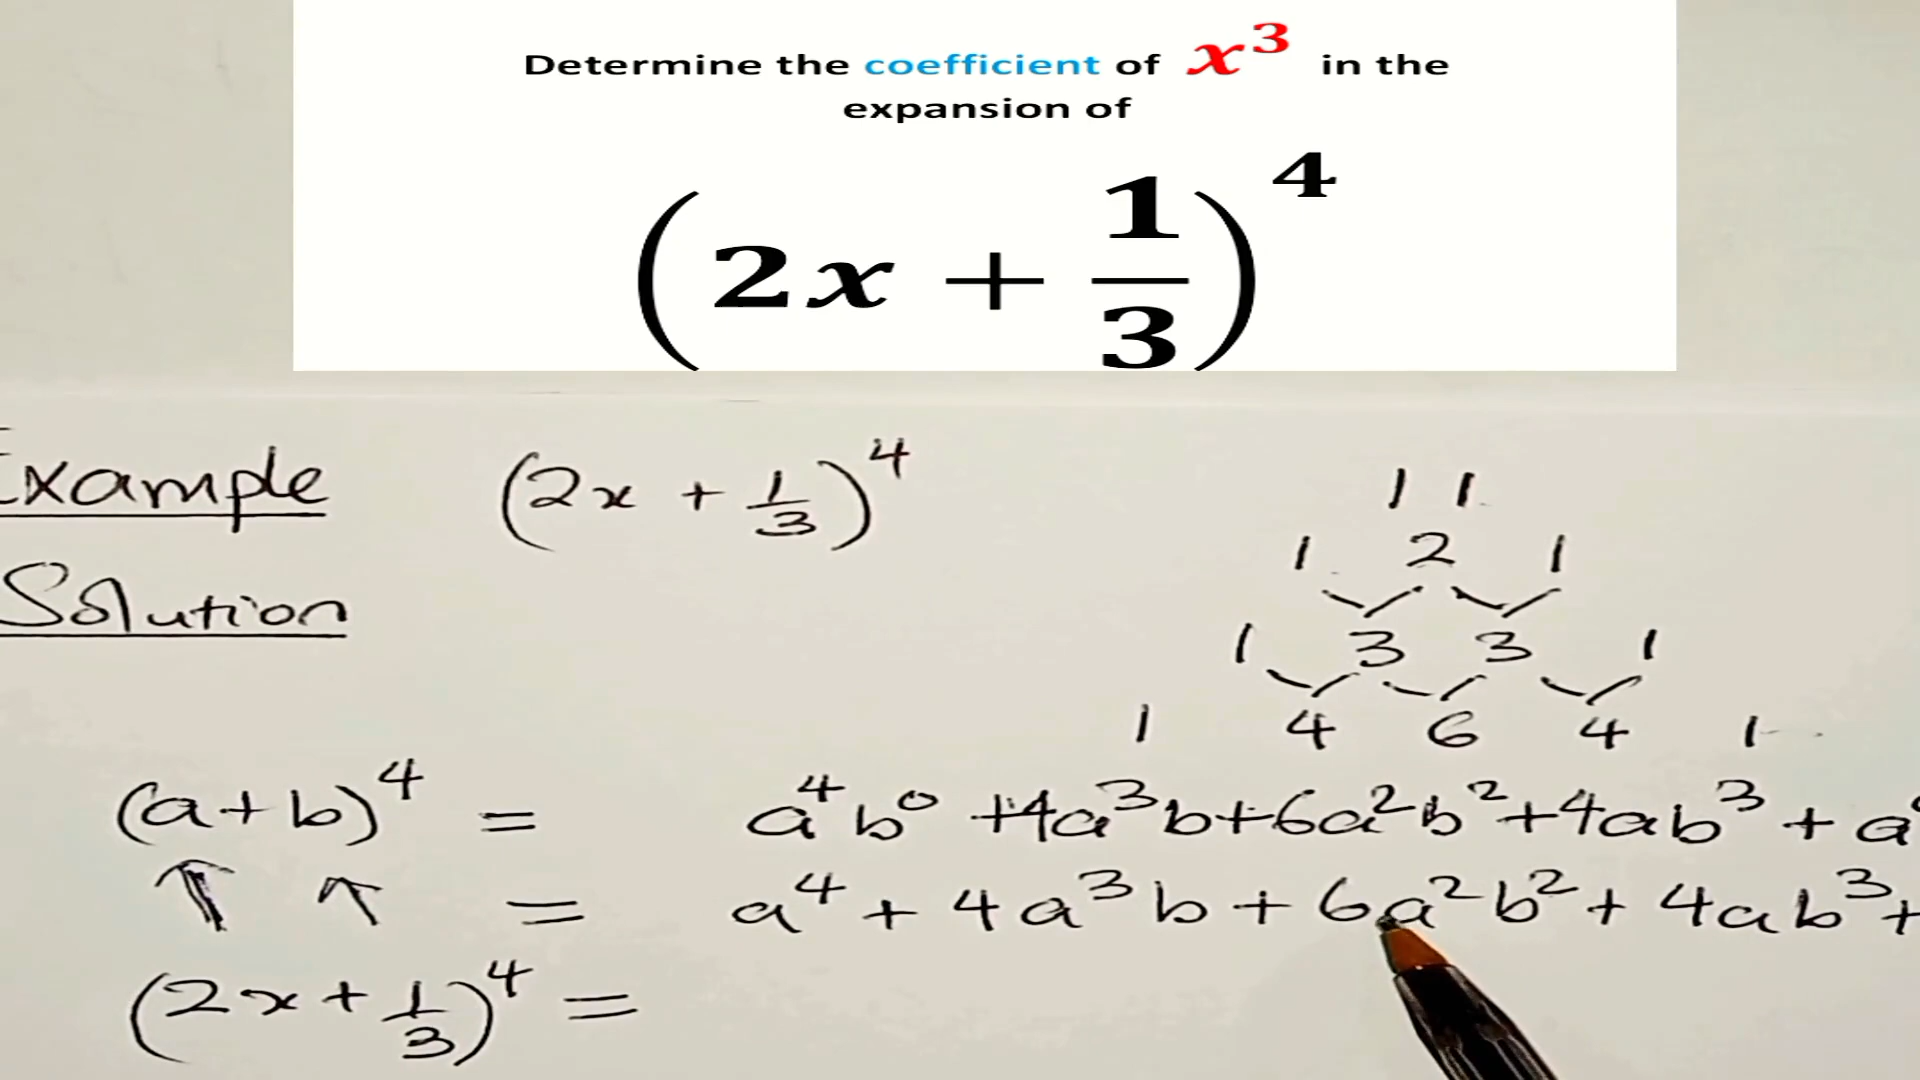 Determine the coefficient of x³ in the
expansion of
(2x + 1/3)⁴
Example (2x + 1/3)⁴
Solution
1 1
1 2 1
1 3 3 1
1 4 6 4 1
(a+b)⁴ = a⁴b⁰ + 4a³b + 6a²b² + 4ab³ + a
= a⁴ + 4a³b + 6a²b² + 4ab³ +
(2x + 1/3)⁴ =